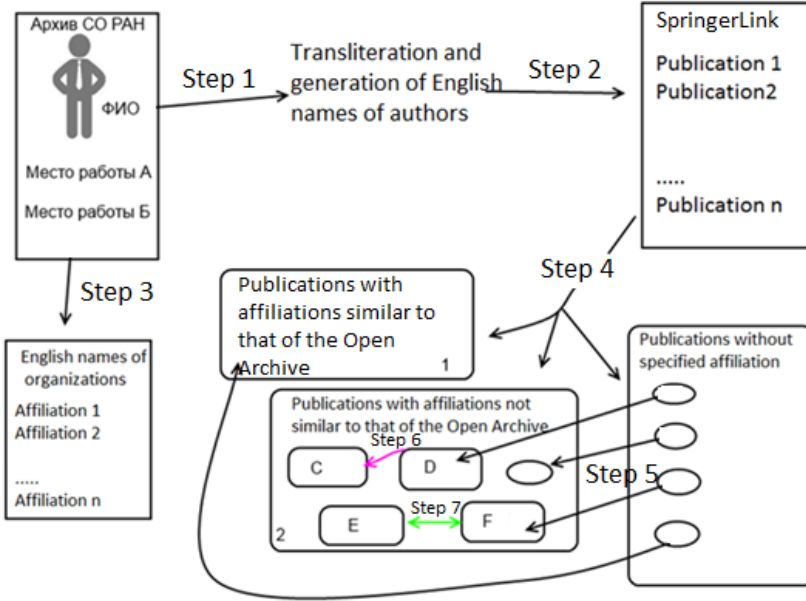 Архив СО РАН
ФИО
Место работы А
Место работы Б
Step 1
Transliteration and
generation of English
names of authors
Step 2
SpringerLink
Publication 1
Publication2
.....
Publication n
Step 3
English names of
organizations
Affiliation 1
Affiliation 2
.....
Affiliation n
Step 4
Publications with
affiliations similar to
that of the Open
Archive
1
Publications with affiliations not
similar to that of the Open Archive
Step 6
C
D
Step 7
E
F
2
Publications without
specified affiliation
Step 5